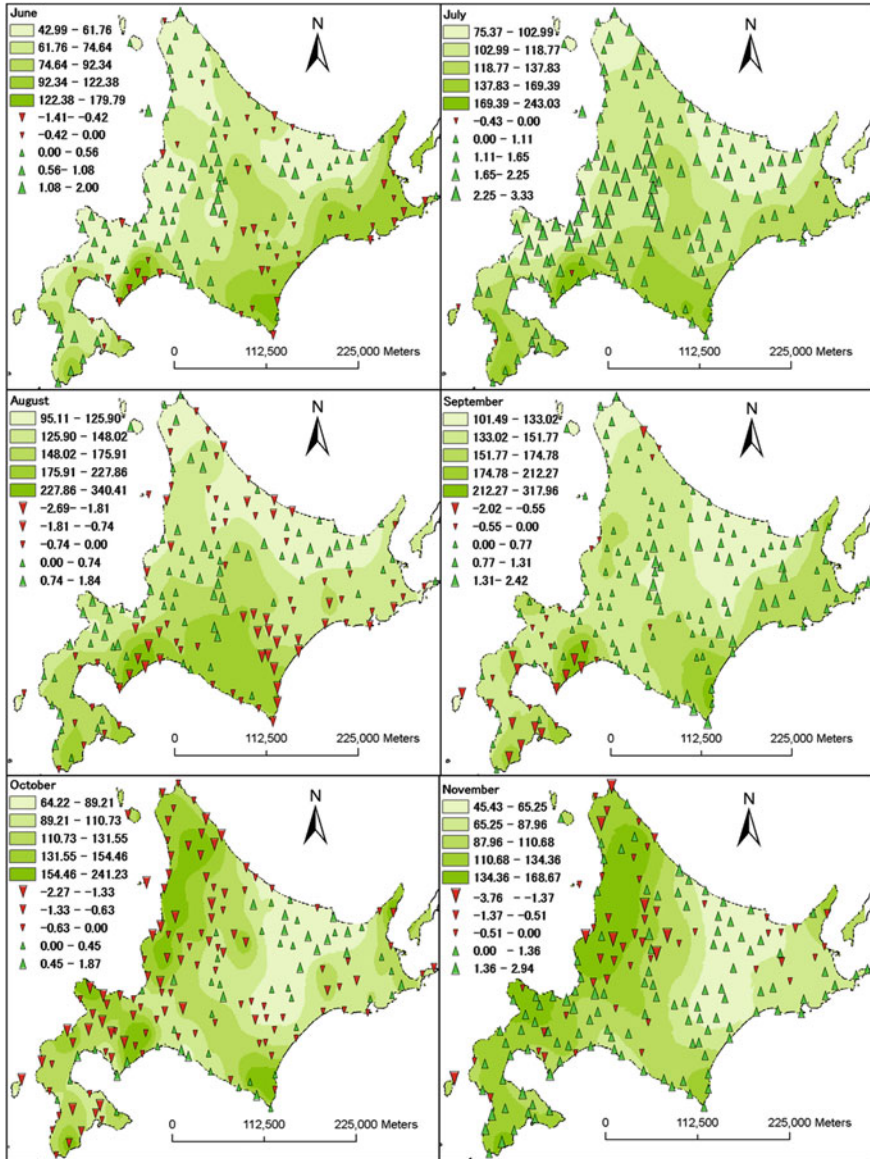 June
N
42.99 - 61.76
61.76 - 74.64
74.64 - 92.34
92.34 - 122.38
122.38 - 179.79
-1.41- -0.42
-0.42 - 0.00
0.00 - 0.56
0.56- 1.08
1.08 - 2.00
0 112,500 225,000 Meters
July
N
75.37 - 102.99
102.99 - 118.77
118.77 - 137.83
137.83 - 169.39
169.39 - 243.03
-0.43 - 0.00
0.00 - 1.11
1.11- 1.65
1.65- 2.25
2.25 - 3.33
0 112,500 225,000 Meters
August
N
95.11 - 125.90
125.90 - 148.02
148.02 - 175.91
175.91 - 227.86
227.86 - 340.41
-2.69- -1.81
-1.81 - -0.74
-0.74 - 0.00
0.00 - 0.74
0.74 - 1.84
0 112,500 225,000 Meters
September
N
101.49 - 133.02
133.02 - 151.77
151.77 - 174.78
174.78 - 212.27
212.27 - 317.96
-2.02 - -0.55
-0.55 - 0.00
0.00 - 0.77
0.77 - 1.31
1.31- 2.42
0 112,500 225,000 Meters
October
N
64.22 - 89.21
89.21 - 110.73
110.73 - 131.55
131.55 - 154.46
154.46 - 241.23
-2.27 - -1.33
-1.33 - -0.63
-0.63 - 0.00
0.00 - 0.45
0.45 - 1.87
0 112,500 225,000 Meters
November
N
45.43 - 65.25
65.25 - 87.96
87.96 - 110.68
110.68 - 134.36
134.36 - 168.67
-3.76 - -1.37
-1.37 - -0.51
-0.51 - 0.00
0.00 - 1.36
1.36 - 2.94
0 112,500 225,000 Meters